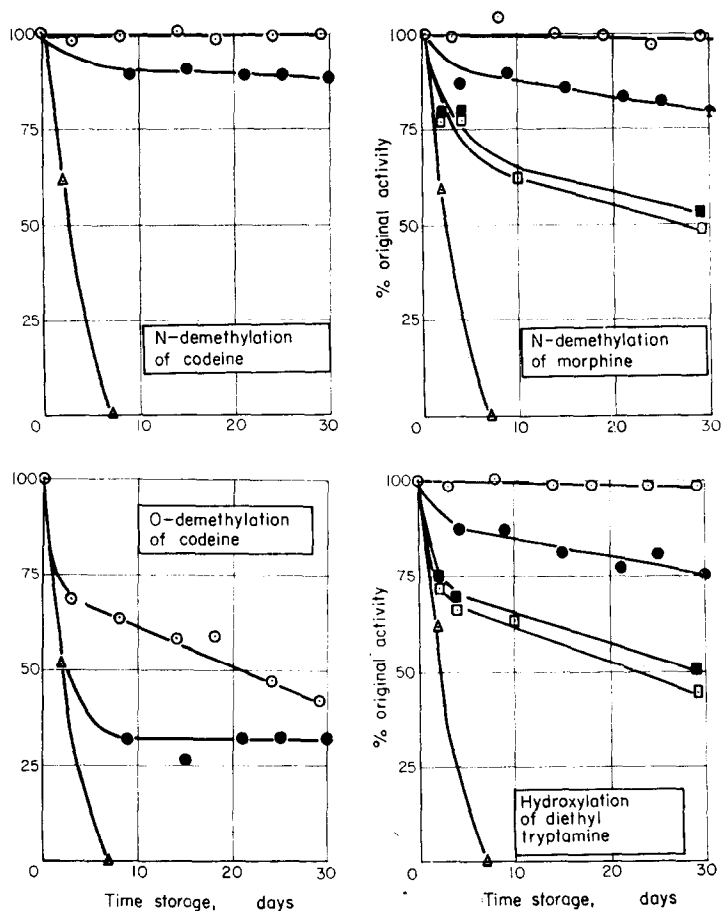 100
75
50
25
0
10
20
30
N-demethylation
of codeine
% original activity
100
75
50
25
0
10
20
30
N-demethylation
of morphine
100
75
50
25
0
10
20
30
O-demethylation
of codeine
Time storage, days
% original activity
100
75
50
25
0
10
20
30
Hydroxylation
of diethyl
tryptamine
Time storage, days